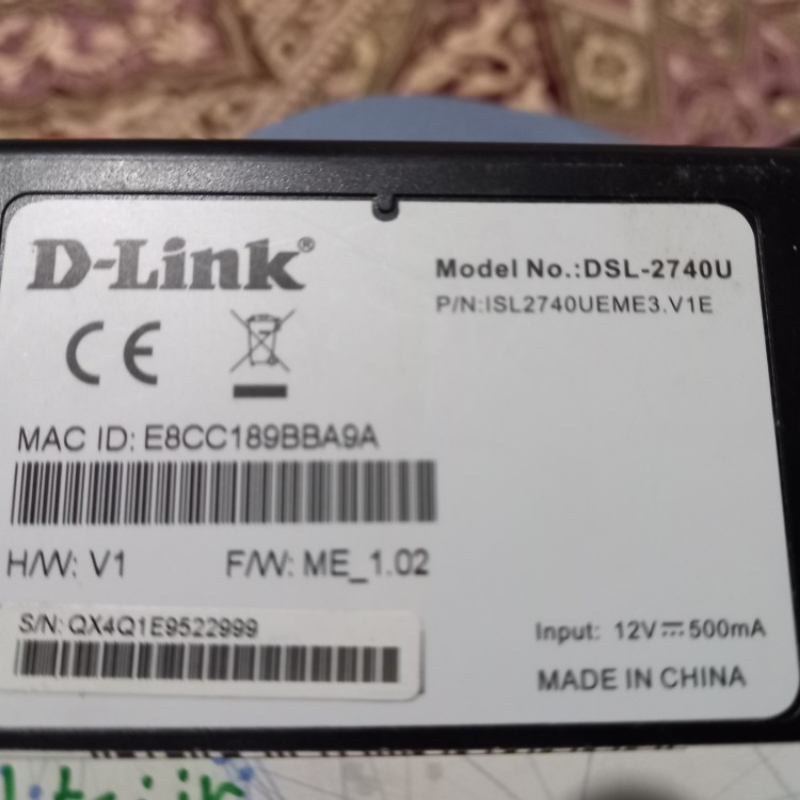 D-Link®
Model No.:DSL-2740U
P/N:ISL2740UEME3.V1E
CE
MAC ID: E8CC189BBA9A
H/W: V1 F/W: ME_1.02
S/N: QX4Q1E9522999
Input: 12V⎓500mA
MADE IN CHINA